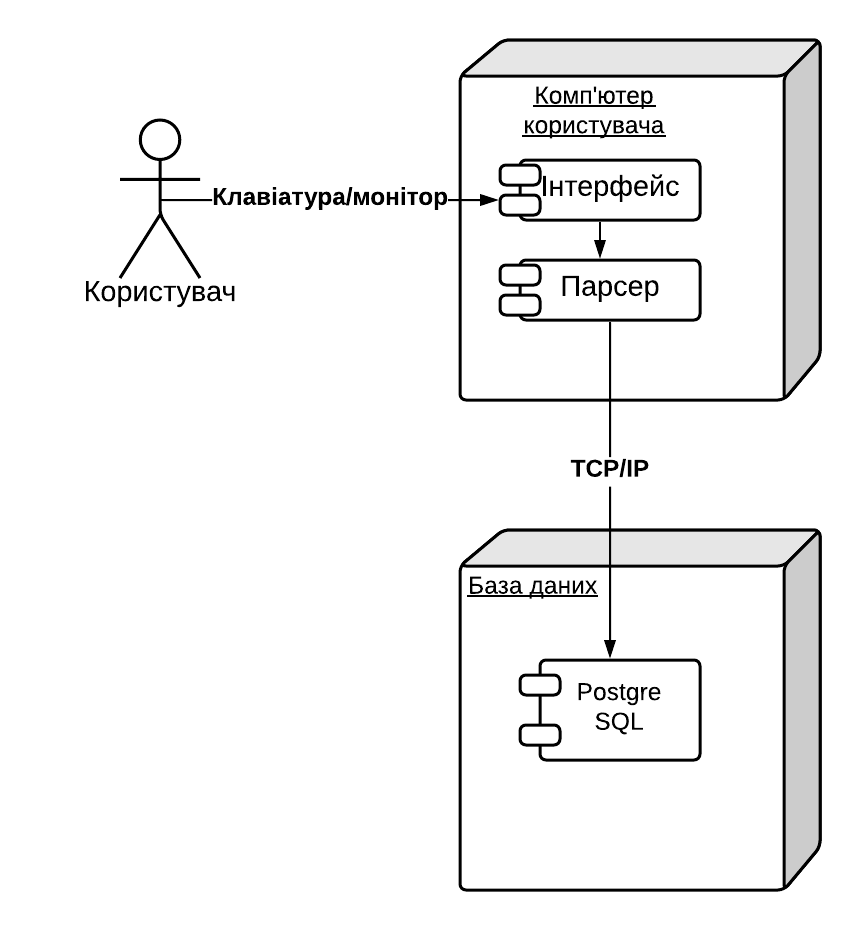 Комп'ютер
користувача
Інтерфейс
Клавіатура/монітор
Парсер
Користувач
TCP/IP
База даних
Postgre
SQL